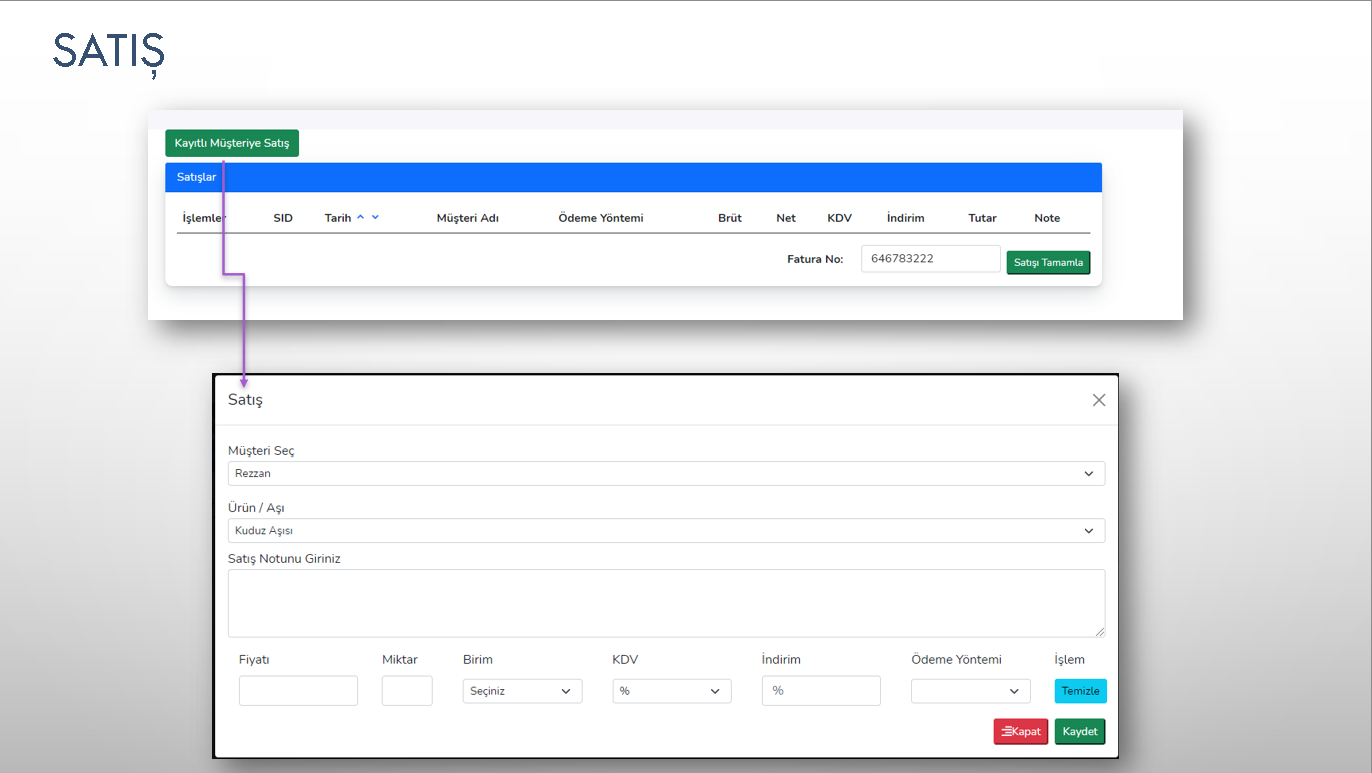 SATIŞ
Kayıtlı Müşteriye Satış
Satışlar
İşlemler SID Tarih Müşteri Adı Ödeme Yöntemi Brüt Net KDV İndirim Tutar Note
Fatura No: 646783222 Satışı Tamamla
Satış
Müşteri Seç
Rezzan
Ürün / Aşı
Kuduz Aşısı
Satış Notunu Giriniz
Fiyatı Miktar Birim KDV İndirim Ödeme Yöntemi İşlem
Seçiniz % % Temizle
Kapat Kaydet